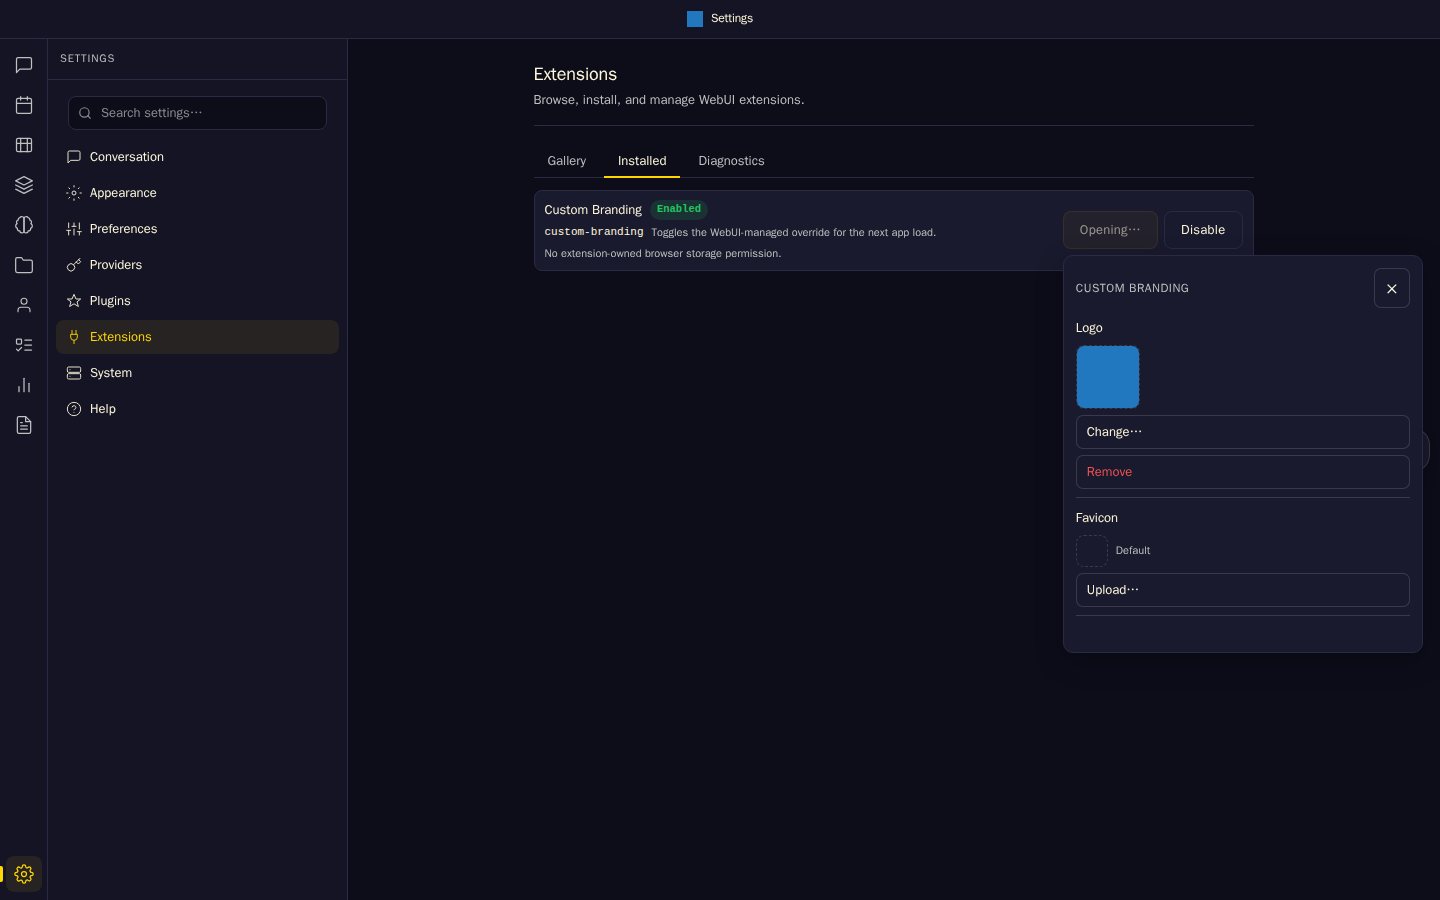 Settings
SETTINGS
Search settings…
Conversation
Appearance
Preferences
Providers
Plugins
Extensions
System
Help
Extensions
Browse, install, and manage WebUI extensions.
Gallery Installed Diagnostics
Custom Branding Enabled
custom-branding Toggles the WebUI-managed override for the next app load.
No extension-owned browser storage permission.
Opening… Disable
CUSTOM BRANDING
Logo
Change…
Remove
Favicon
Default
Upload…